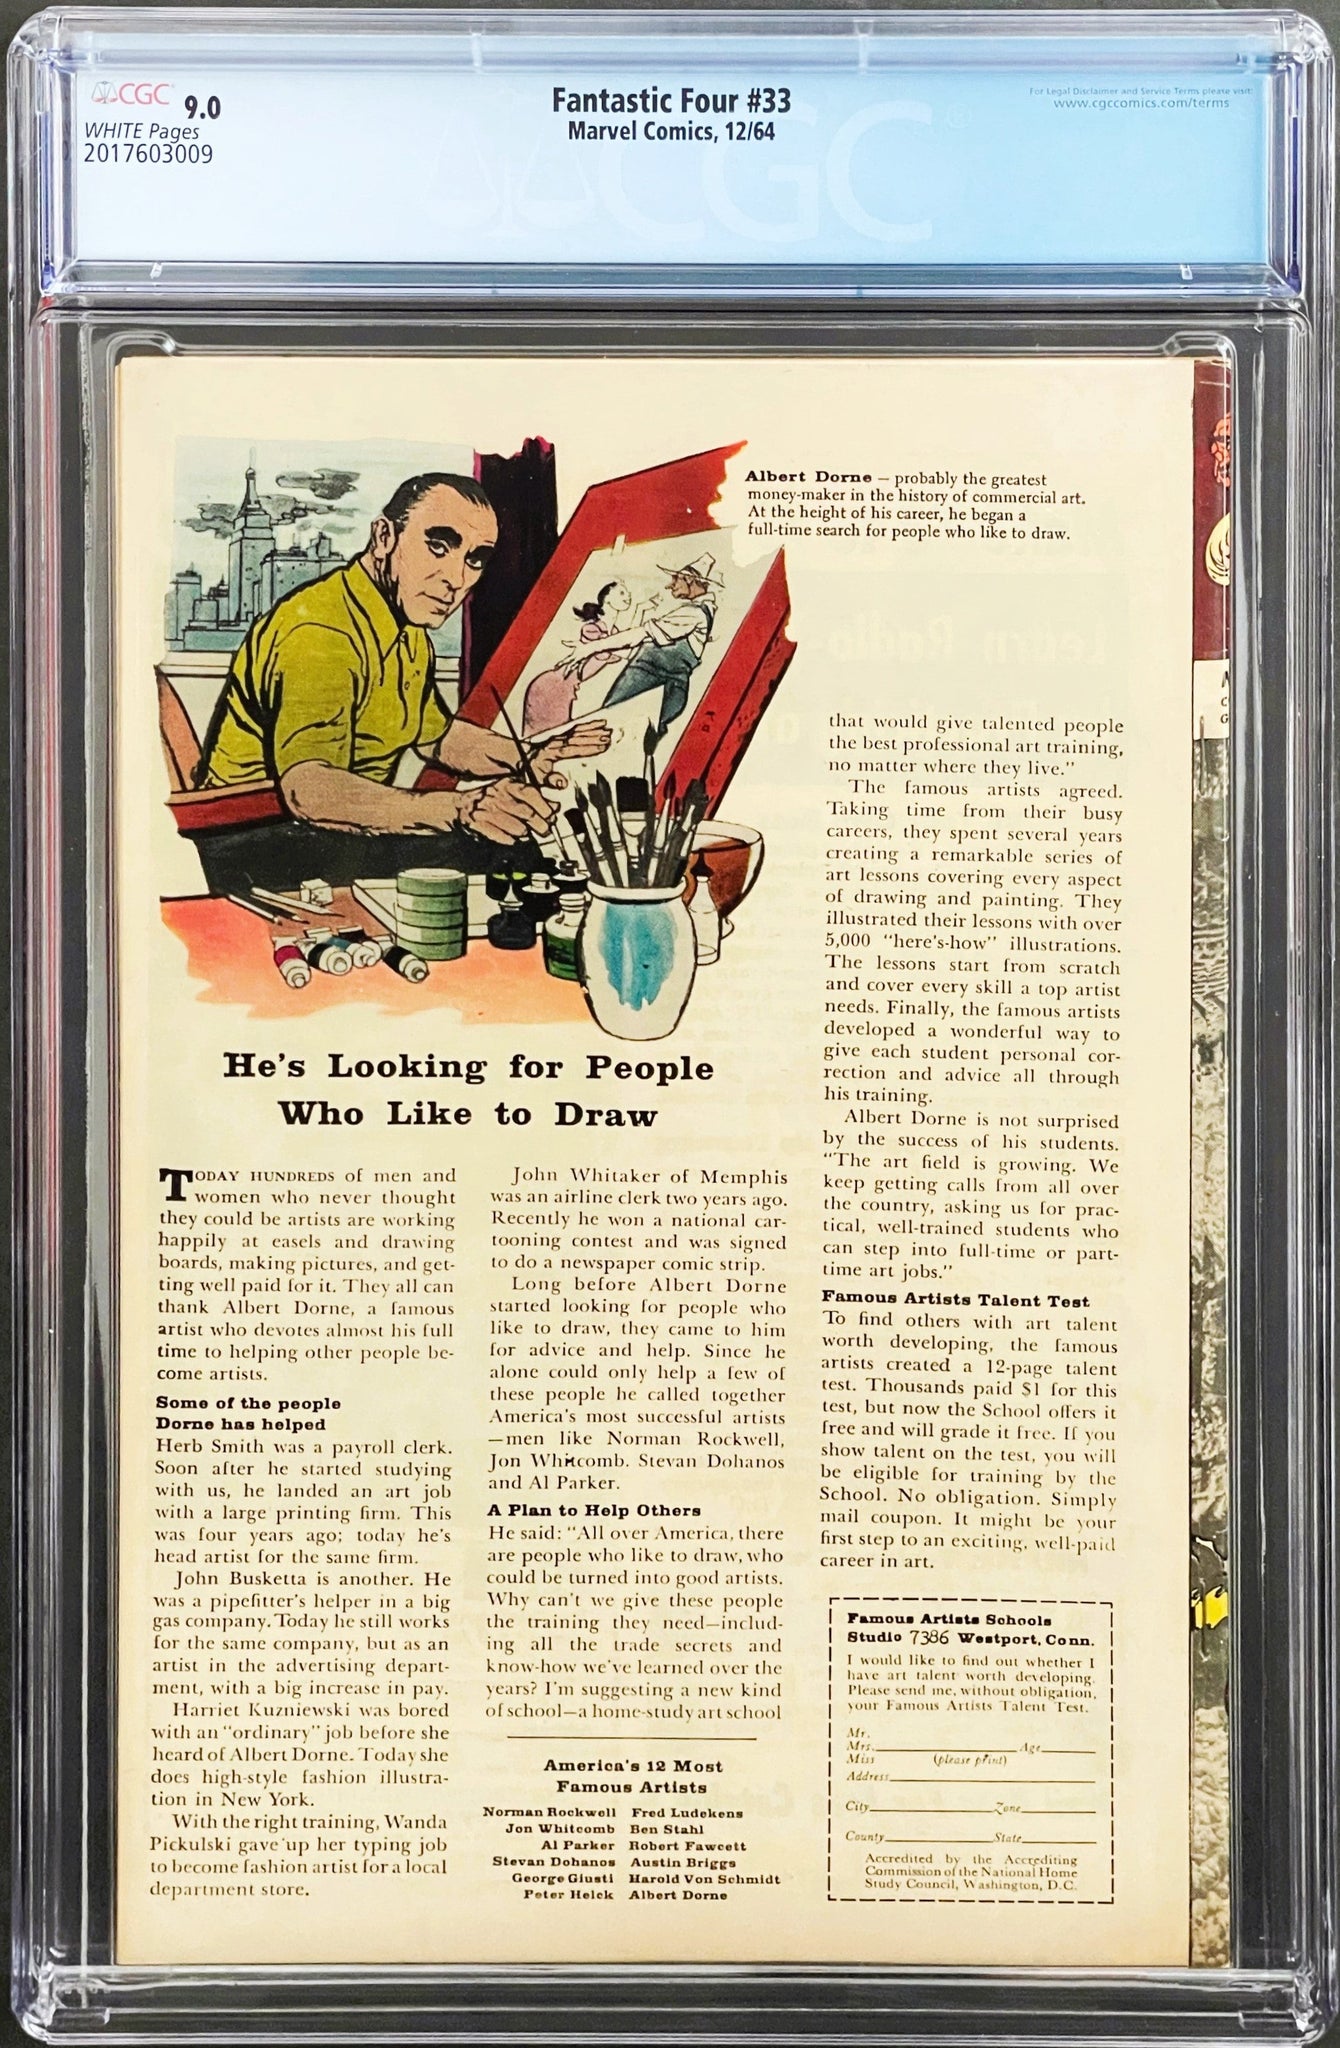 CGC 9.0
WHITE Pages
2017603009
Fantastic Four #33
Marvel Comics, 12/64
For Legal Disclaimer and Service Terms please visit:
www.cgccomics.com/terms
CGC
Albert Dorne — probably the greatest
money-maker in the history of commercial art.
At the height of his career, he began a
full-time search for people who like to draw.
He's Looking for People
Who Like to Draw
TODAY HUNDREDS of men and
women who never thought
they could be artists are working
happily at easels and drawing
boards, making pictures, and get-
ting well paid for it. They all can
thank Albert Dorne, a famous
artist who devotes almost his full
time to helping other people be-
come artists.
Some of the people
Dorne has helped
Herb Smith was a payroll clerk.
Soon after he started studying
with us, he landed an art job
with a large printing firm. This
was four years ago; today he's
head artist for the same firm.
John Busketta is another. He
was a pipefitter's helper in a big
gas company. Today he still works
for the same company, but as an
artist in the advertising depart-
ment, with a big increase in pay.
Harriet Kuzniewski was bored
with an "ordinary" job before she
heard of Albert Dorne. Today she
does high-style fashion illustra-
tion in New York.
With the right training, Wanda
Pickulski gave up her typing job
to become fashion artist for a local
department store.
John Whitaker of Memphis
was an airline clerk two years ago.
Recently he won a national car-
tooning contest and was signed
to do a newspaper comic strip.
Long before Albert Dorne
started looking for people who
like to draw, they came to him
for advice and help. Since he
alone could only help a few of
these people he called together
America's most successful artists
—men like Norman Rockwell,
Jon Whitcomb. Stevan Dohanos
and Al Parker.
A Plan to Help Others
He said: "All over America, there
are people who like to draw, who
could be turned into good artists.
Why can't we give these people
the training they need—includ-
ing all the trade secrets and
know-how we've learned over the
years? I'm suggesting a new kind
of school—a home-study art school
America's 12 Most
Famous Artists
Norman Rockwell Fred Ludekens
Jon Whitcomb Ben Stahl
Al Parker Robert Fawcett
Stevan Dohanos Austin Briggs
George Giusti Harold Von Schmidt
Peter Helck Albert Dorne
that would give talented people
the best professional art training,
no matter where they live."
The famous artists agreed.
Taking time from their busy
careers, they spent several years
creating a remarkable series of
art lessons covering every aspect
of drawing and painting. They
illustrated their lessons with over
5,000 "here's-how" illustrations.
The lessons start from scratch
and cover every skill a top artist
needs. Finally, the famous artists
developed a wonderful way to
give each student personal cor-
rection and advice all through
his training.
Albert Dorne is not surprised
by the success of his students.
"The art field is growing. We
keep getting calls from all over
the country, asking us for prac-
tical, well-trained students who
can step into full-time or part-
time art jobs."
Famous Artists Talent Test
To find others with art talent
worth developing, the famous
artists created a 12-page talent
test. Thousands paid $1 for this
test, but now the School offers it
free and will grade it free. If you
show talent on the test, you will
be eligible for training by the
School. No obligation. Simply
mail coupon. It might be your
first step to an exciting, well-paid
career in art.
Famous Artists Schools
Studio 7386 Westport, Conn.
I would like to find out whether I
have art talent worth developing.
Please send me, without obligation,
your Famous Artists Talent Test.
Mr.
Mrs. Age
Miss (please print)
Address
City Zone
County State
Accredited by the Accrediting
Commission of the National Home
Study Council, Washington, D.C.